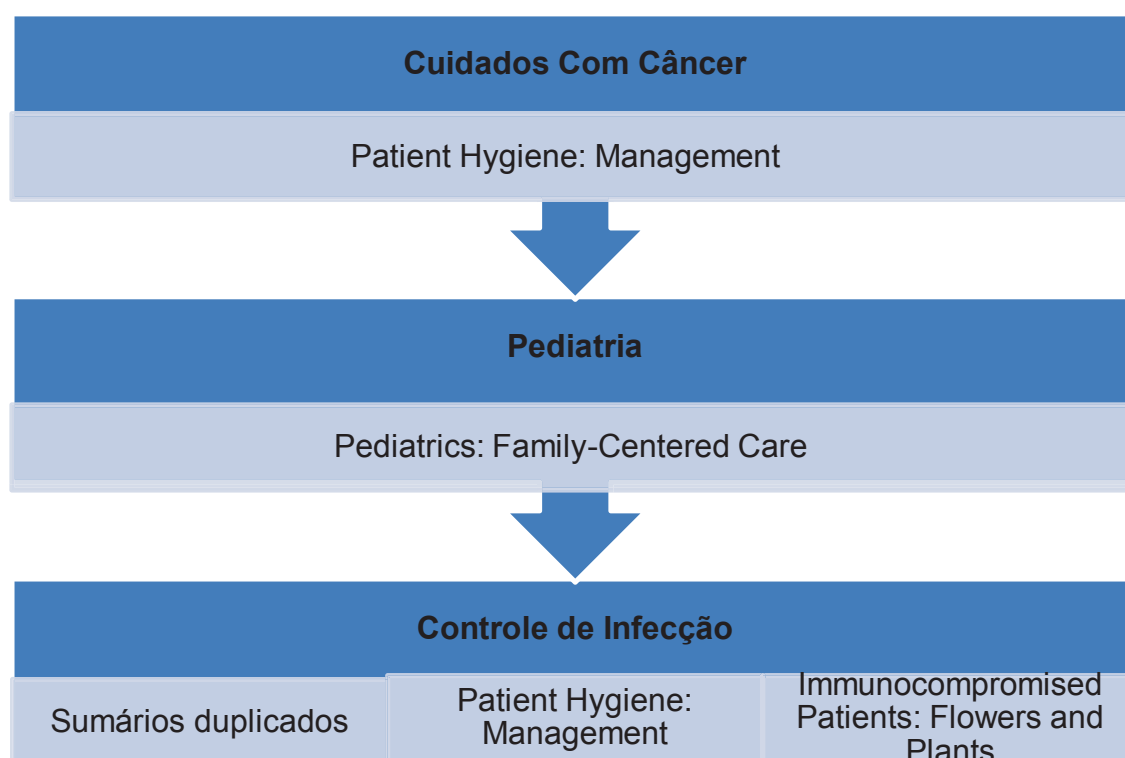 Cuidados Com Câncer
Patient Hygiene: Management
Pediatria
Pediatrics: Family-Centered Care
Controle de Infecção
Sumários duplicados
Patient Hygiene:
Management
Immunocompromised
Patients: Flowers and
Plants